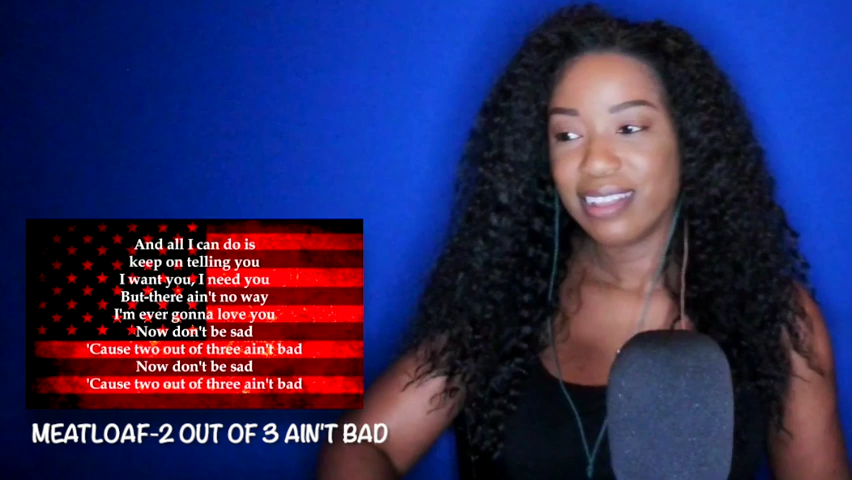 And all I can do is
keep on telling you
I want you, I need you
But-there ain't no way
I'm ever gonna love you
Now don't be sad
'Cause two out of three ain't bad
Now don't be sad
'Cause two out of three ain't bad
MEATLOAF-2 OUT OF 3 AIN'T BAD